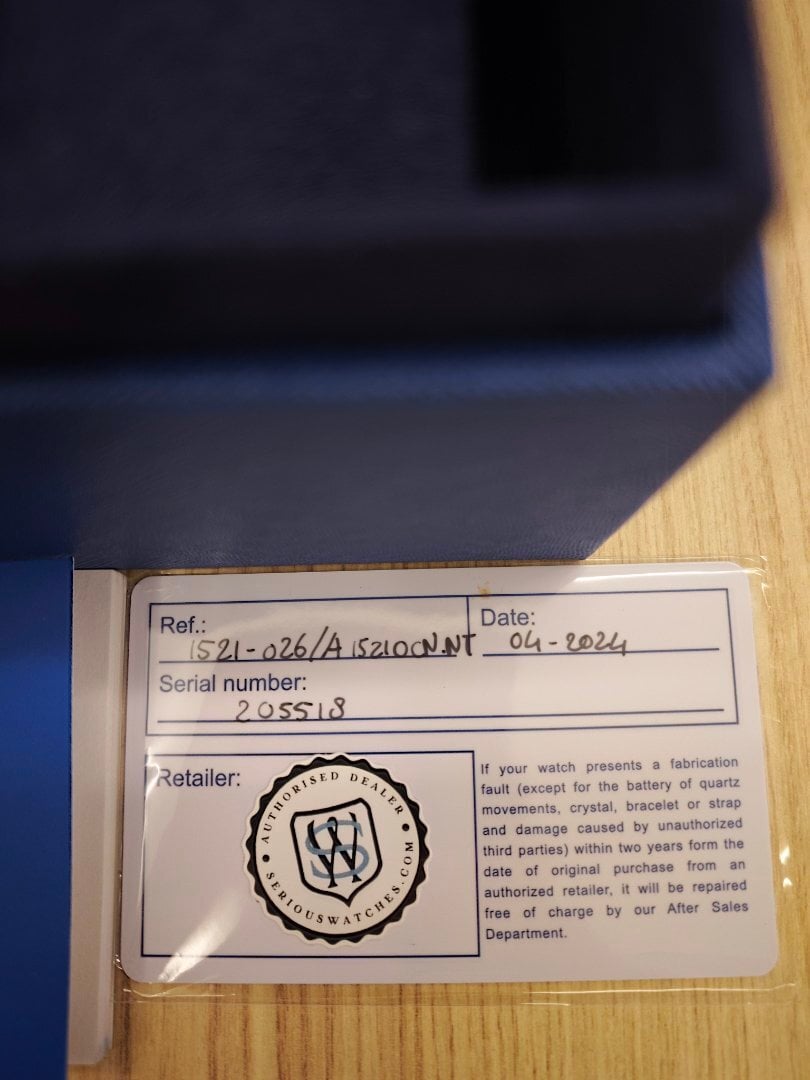 Ref.:
1521-026/A15210CN.NT
Date:
04-2024
Serial number:
205518
Retailer:
AUTHORISED DEALER
SERIOUSWATCHES.COM
SW
If your watch presents a fabrication
fault (except for the battery of quartz
movements, crystal, bracelet or strap
and damage caused by unauthorized
third parties) within two years form the
date of original purchase from an
authorized retailer, it will be repaired
free of charge by our After Sales
Department.